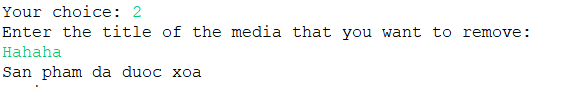 Your choice: 2
Enter the title of the media that you want to remove:
Hahaha
San pham da duoc xoa